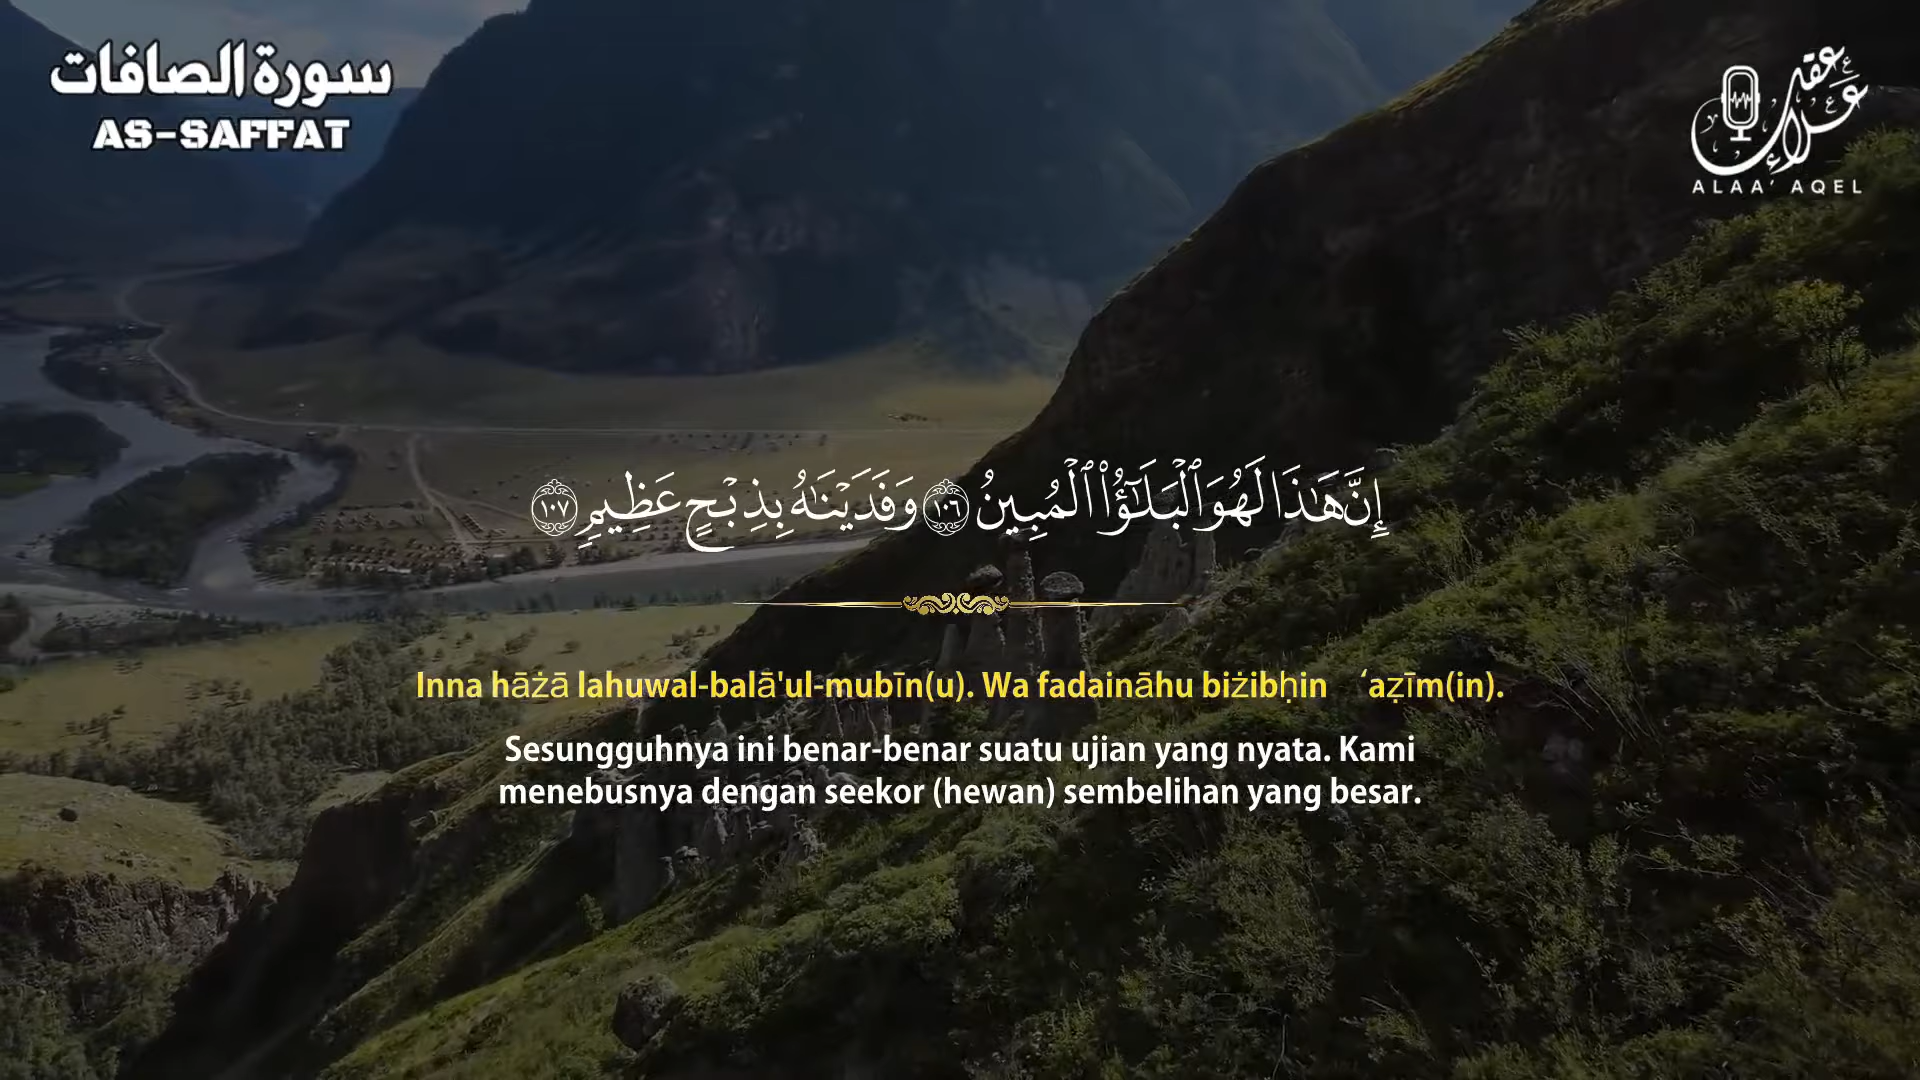 سورة الصافات
AS-SAFFAT
علاء عقل
ALAA' AQEL
إِنَّ هَـٰذَا لَهُوَ ٱلْبَلَـٰٓؤُا۟ ٱلْمُبِينُ ١٠٦ وَفَدَيْنَـٰهُ بِذِبْحٍ عَظِيمٍ ١٠٧
Inna hāżā lahuwal-balā'ul-mubīn(u). Wa fadaināhu biżibḥin ‘aẓīm(in).
Sesungguhnya ini benar-benar suatu ujian yang nyata. Kami
menebusnya dengan seekor (hewan) sembelihan yang besar.